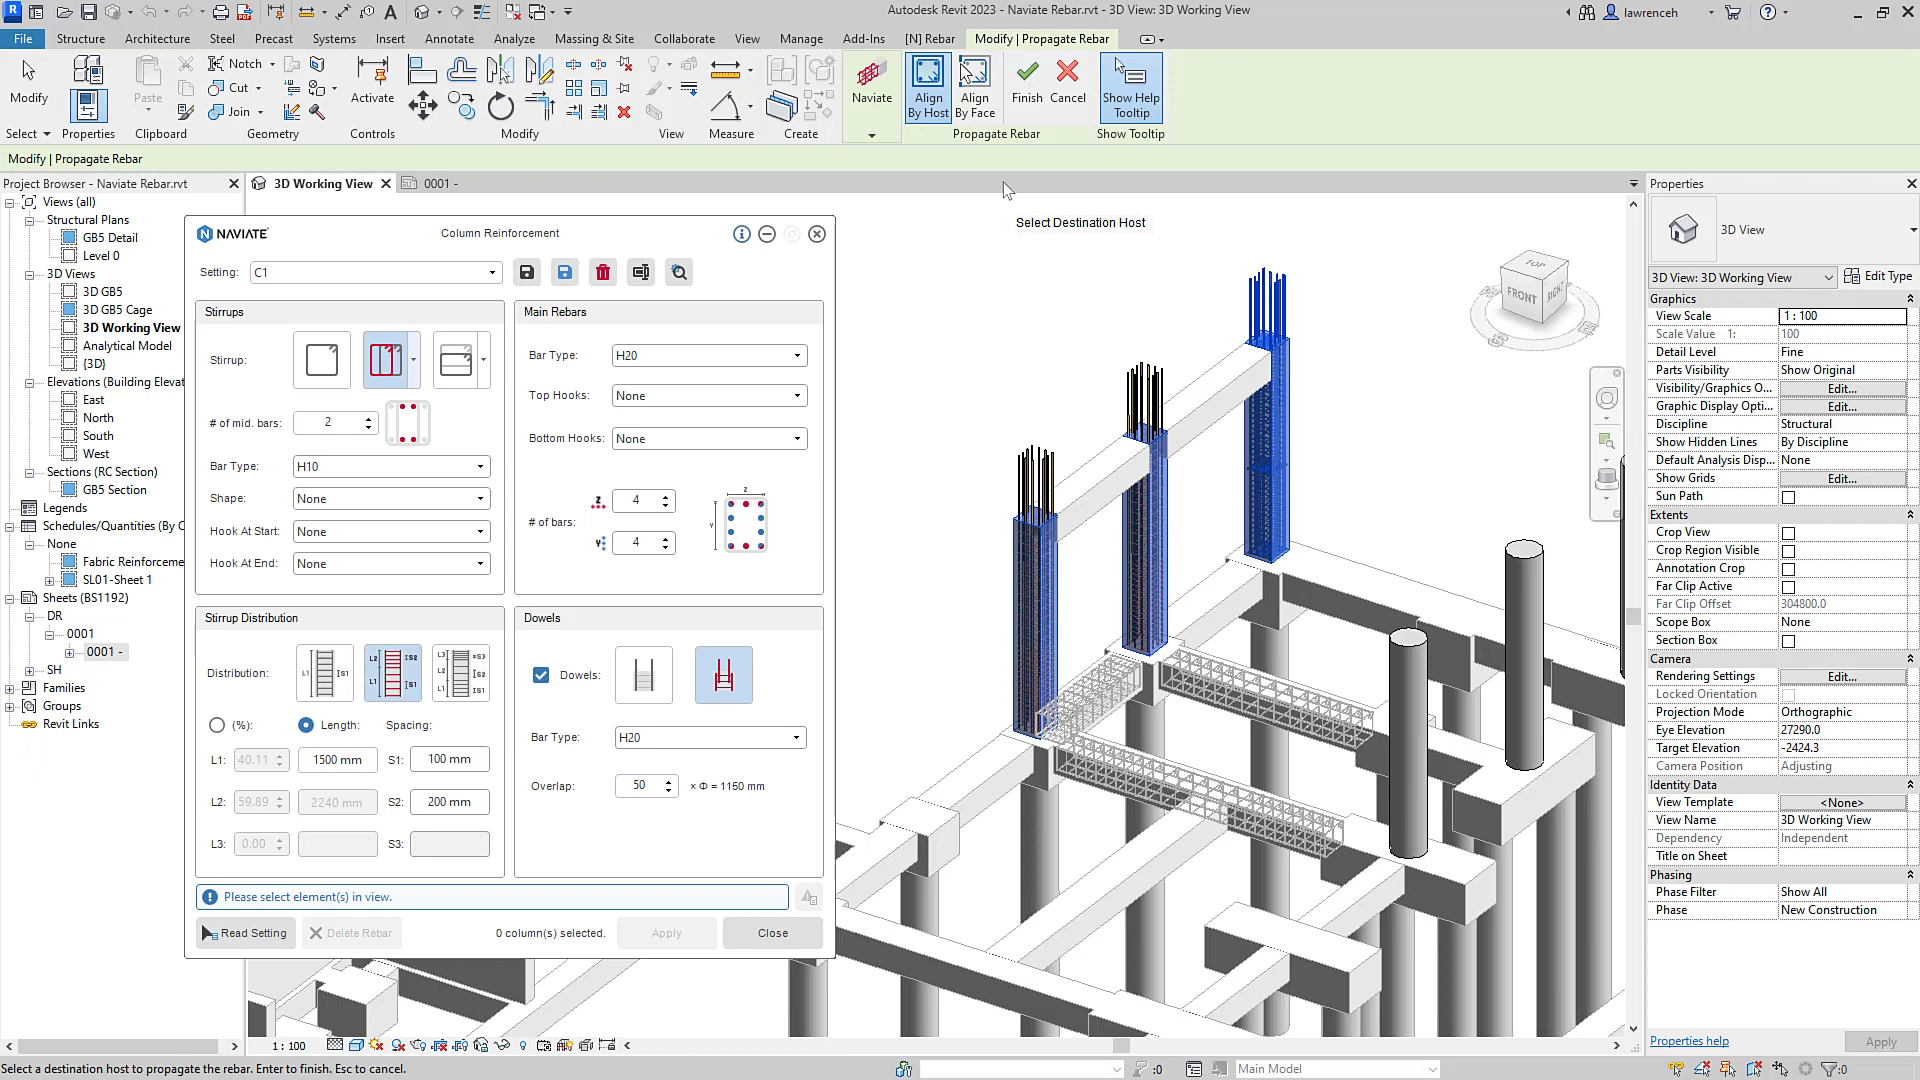 Autodesk Revit 2023 - Naviate Rebar.rvt - 3D View: 3D Working View
lawrenceh
File Structure Architecture Steel Precast Systems Insert Annotate Analyze Massing & Site Collaborate View Manage Add-Ins [N] Rebar Modify | Propagate Rebar
Notch
Cut
Join
Modify
Paste
Activate
Naviate
Align By Host
Align By Face
Finish
Cancel
Show Help Tooltip
Select Properties Clipboard Geometry Controls Modify View Measure Create Propagate Rebar Show Tooltip
Modify | Propagate Rebar
Project Browser - Naviate Rebar.rvt
3D Working View
0001 -
Properties
Views (all)
Structural Plans
GB5 Detail
Level 0
3D Views
3D GB5
3D GB5 Cage
3D Working View
Analytical Model
{3D}
Elevations (Building Elevat
East
North
South
West
Sections (RC Section)
GB5 Section
Legends
Schedules/Quantities (By C
None
Fabric Reinforceme
SL01-Sheet 1
Sheets (BS1192)
DR
0001
0001 -
SH
Families
Groups
Revit Links
NAVIATE
Column Reinforcement
Setting: C1
Stirrups
Stirrup:
# of mid. bars: 2
Bar Type: H10
Shape: None
Hook At Start: None
Hook At End: None
Main Rebars
Bar Type: H20
Top Hooks: None
Bottom Hooks: None
# of bars:
Z 4
Y 4
Stirrup Distribution
Distribution:
(%): Length: Spacing:
L1: 40.11 1500 mm S1: 100 mm
L2: 59.89 2240 mm S2: 200 mm
L3: 0.00 S3:
Dowels
Dowels:
Bar Type: H20
Overlap: 50 × Φ = 1150 mm
Please select element(s) in view.
Read Setting
Delete Rebar
0 column(s) selected.
Apply
Close
Select Destination Host
TOP
FRONT
RIGHT
3D View
3D View: 3D Working View Edit Type
Graphics
View Scale 1 : 100
Scale Value 1: 100
Detail Level Fine
Parts Visibility Show Original
Visibility/Graphics O... Edit...
Graphic Display Opti... Edit...
Discipline Structural
Show Hidden Lines By Discipline
Default Analysis Disp... None
Show Grids Edit...
Sun Path
Extents
Crop View
Crop Region Visible
Annotation Crop
Far Clip Active
Far Clip Offset 304800.0
Scope Box None
Section Box
Camera
Rendering Settings Edit...
Locked Orientation
Projection Mode Orthographic
Eye Elevation 27290.0
Target Elevation -2424.3
Camera Position Adjusting
Identity Data
View Template <None>
View Name 3D Working View
Dependency Independent
Title on Sheet
Phasing
Phase Filter Show All
Phase New Construction
Properties help
Apply
1 : 100
Select a destination host to propagate the rebar. Enter to finish. Esc to cancel.
:0
Main Model
:0